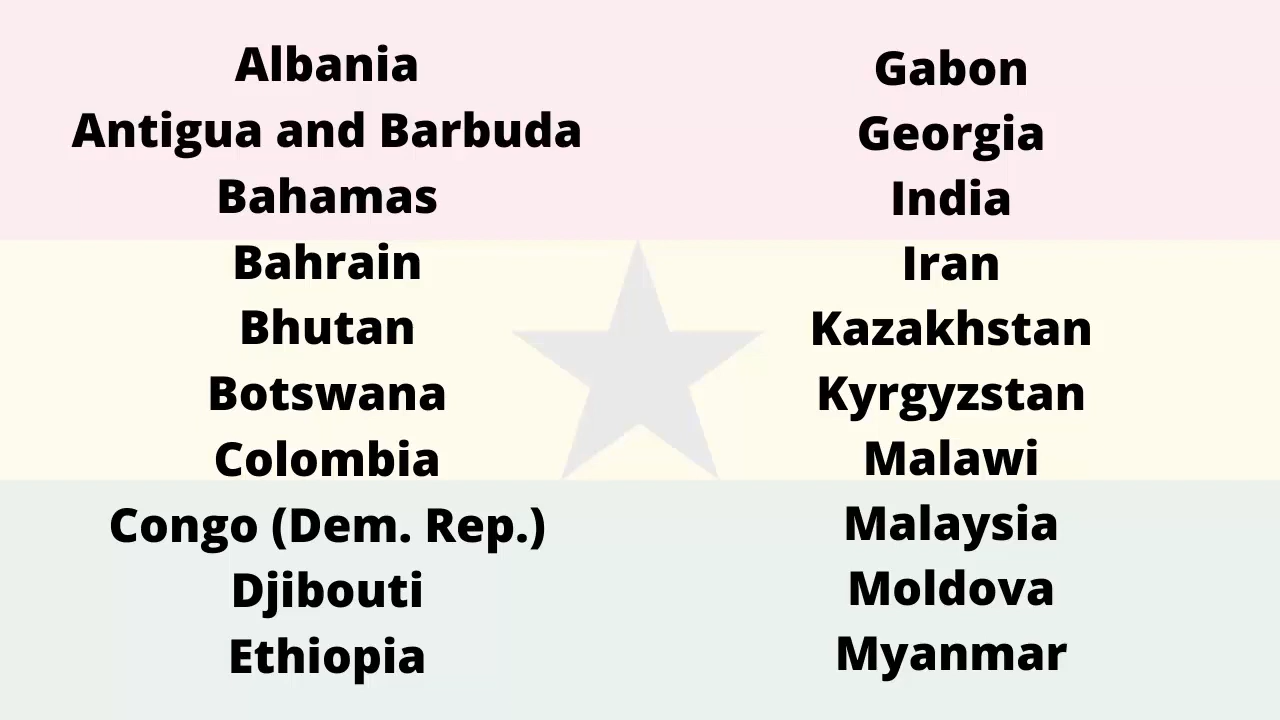 Albania
Antigua and Barbuda
Bahamas
Bahrain
Bhutan
Botswana
Colombia
Congo (Dem. Rep.)
Djibouti
Ethiopia
Gabon
Georgia
India
Iran
Kazakhstan
Kyrgyzstan
Malawi
Malaysia
Moldova
Myanmar